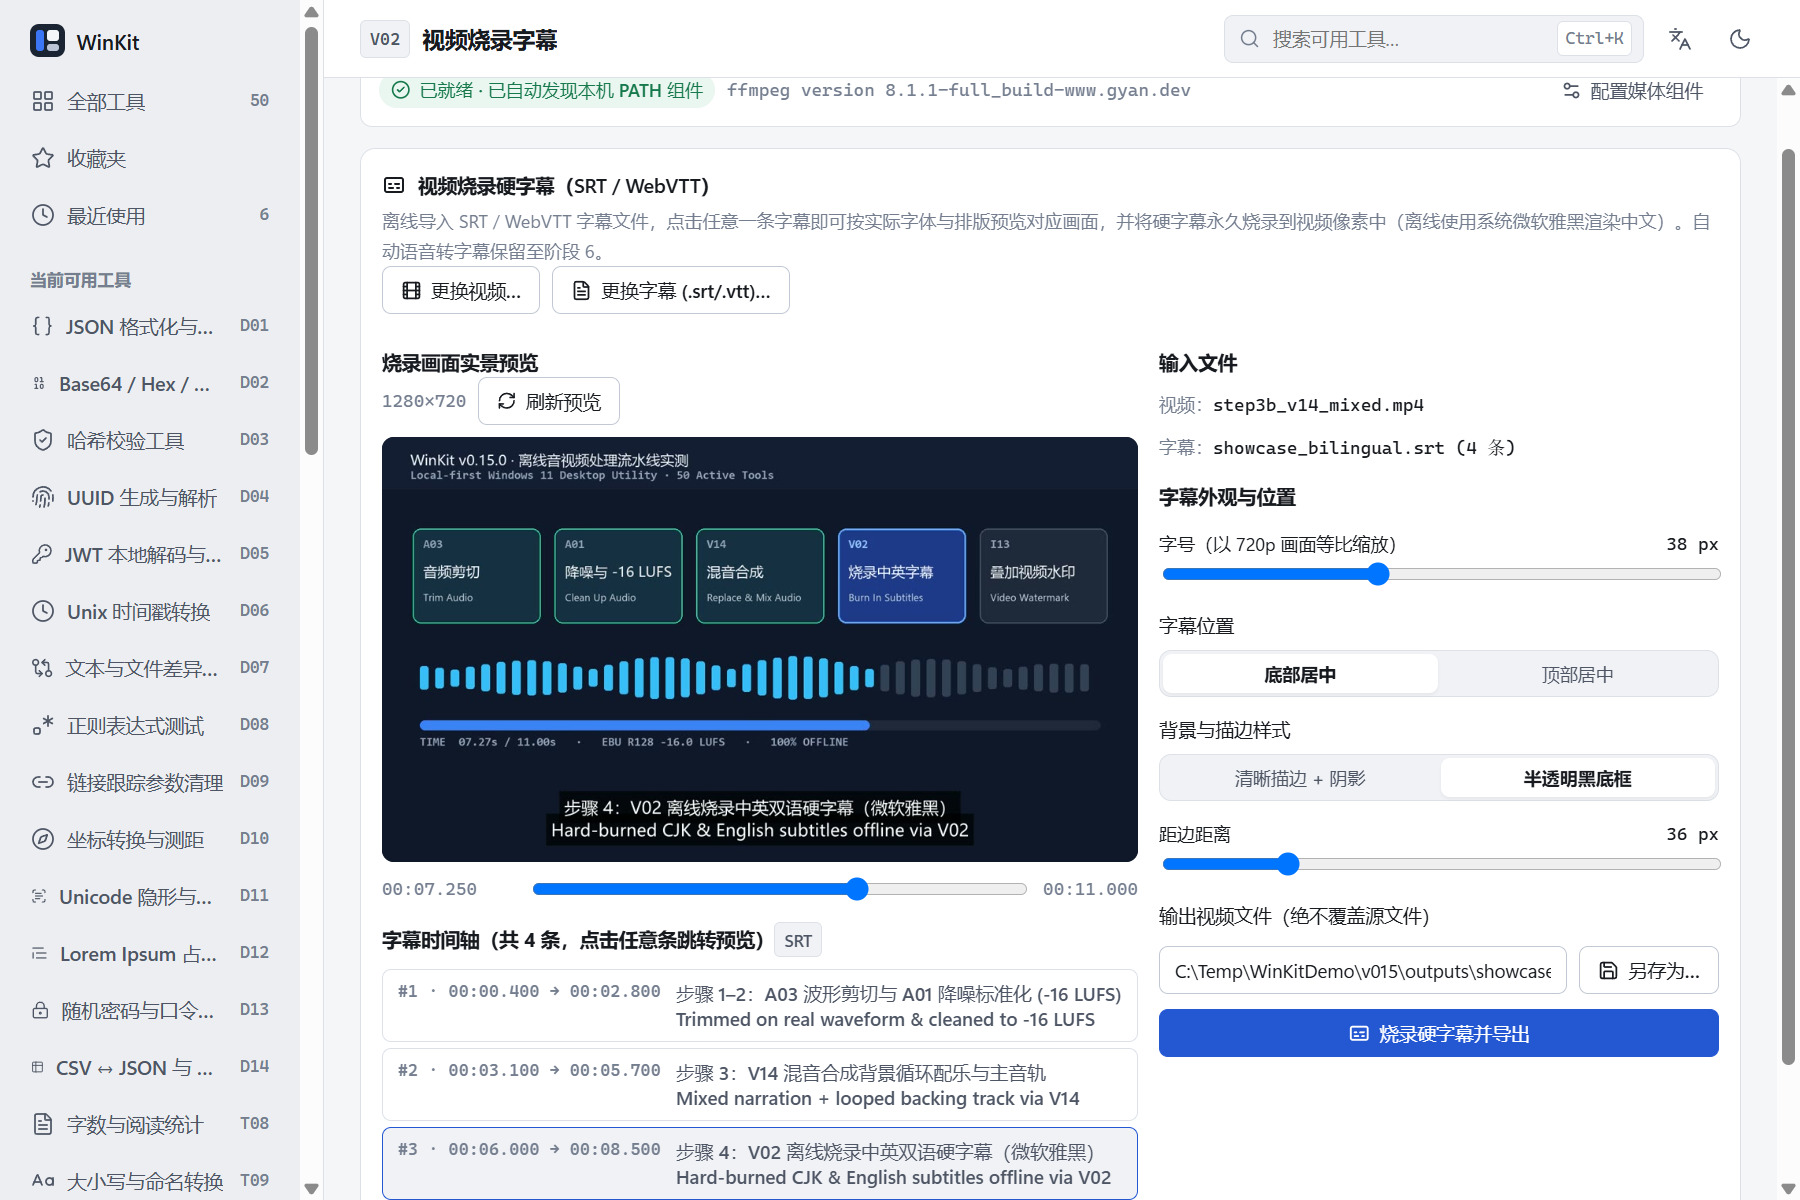 WinKit
全部工具 50
收藏夹
最近使用 6
当前可用工具
JSON 格式化与... D01
Base64 / Hex / ... D02
哈希校验工具 D03
UUID 生成与解析 D04
JWT 本地解码与... D05
Unix 时间戳转换 D06
文本与文件差异... D07
正则表达式测试 D08
链接跟踪参数清理 D09
坐标转换与测距 D10
Unicode 隐形与... D11
Lorem Ipsum 占... D12
随机密码与口令... D13
CSV ↔ JSON 与 ... D14
字数与阅读统计 T08
大小写与命名转换 T09
V02 视频烧录字幕
搜索可用工具... Ctrl+K
已就绪 · 已自动发现本机 PATH 组件 ffmpeg version 8.1.1-full_build-www.gyan.dev
配置媒体组件
视频烧录硬字幕（SRT / WebVTT）
离线导入 SRT / WebVTT 字幕文件，点击任意一条字幕即可按实际字体与排版预览对应画面，并将硬字幕永久烧录到视频像素中（离线使用系统微软雅黑渲染中文）。自
动语音转字幕保留至阶段 6。
更换视频...
更换字幕 (.srt/.vtt)...
烧录画面实景预览
1280×720 刷新预览
WinKit v0.15.0 · 离线音视频处理流水线实测
Local-first Windows 11 Desktop Utility · 50 Active Tools
A03
音频剪切
Trim Audio
A01
降噪与 -16 LUFS
Clean Up Audio
V14
混音合成
Replace & Mix Audio
V02
烧录中英字幕
Burn In Subtitles
I13
叠加视频水印
Video Watermark
TIME 07.27s / 11.00s · EBU R128 -16.0 LUFS · 100% OFFLINE
步骤 4：V02 离线烧录中英双语硬字幕（微软雅黑）
Hard-burned CJK & English subtitles offline via V02
00:07.250 00:11.000
字幕时间轴（共 4 条，点击任意条跳转预览） SRT
#1 · 00:00.400 → 00:02.800 步骤 1–2：A03 波形剪切与 A01 降噪标准化 (-16 LUFS)
Trimmed on real waveform & cleaned to -16 LUFS
#2 · 00:03.100 → 00:05.700 步骤 3：V14 混音合成背景循环配乐与主音轨
Mixed narration + looped backing track via V14
#3 · 00:06.000 → 00:08.500 步骤 4：V02 离线烧录中英双语硬字幕（微软雅黑）
Hard-burned CJK & English subtitles offline via V02
输入文件
视频：step3b_v14_mixed.mp4
字幕：showcase_bilingual.srt (4 条)
字幕外观与位置
字号（以 720p 画面等比缩放） 38 px
字幕位置
底部居中 顶部居中
背景与描边样式
清晰描边 + 阴影 半透明黑底框
距边距离 36 px
输出视频文件（绝不覆盖源文件）
C:\Temp\WinKitDemo\v015\outputs\showcase 另存为...
烧录硬字幕并导出